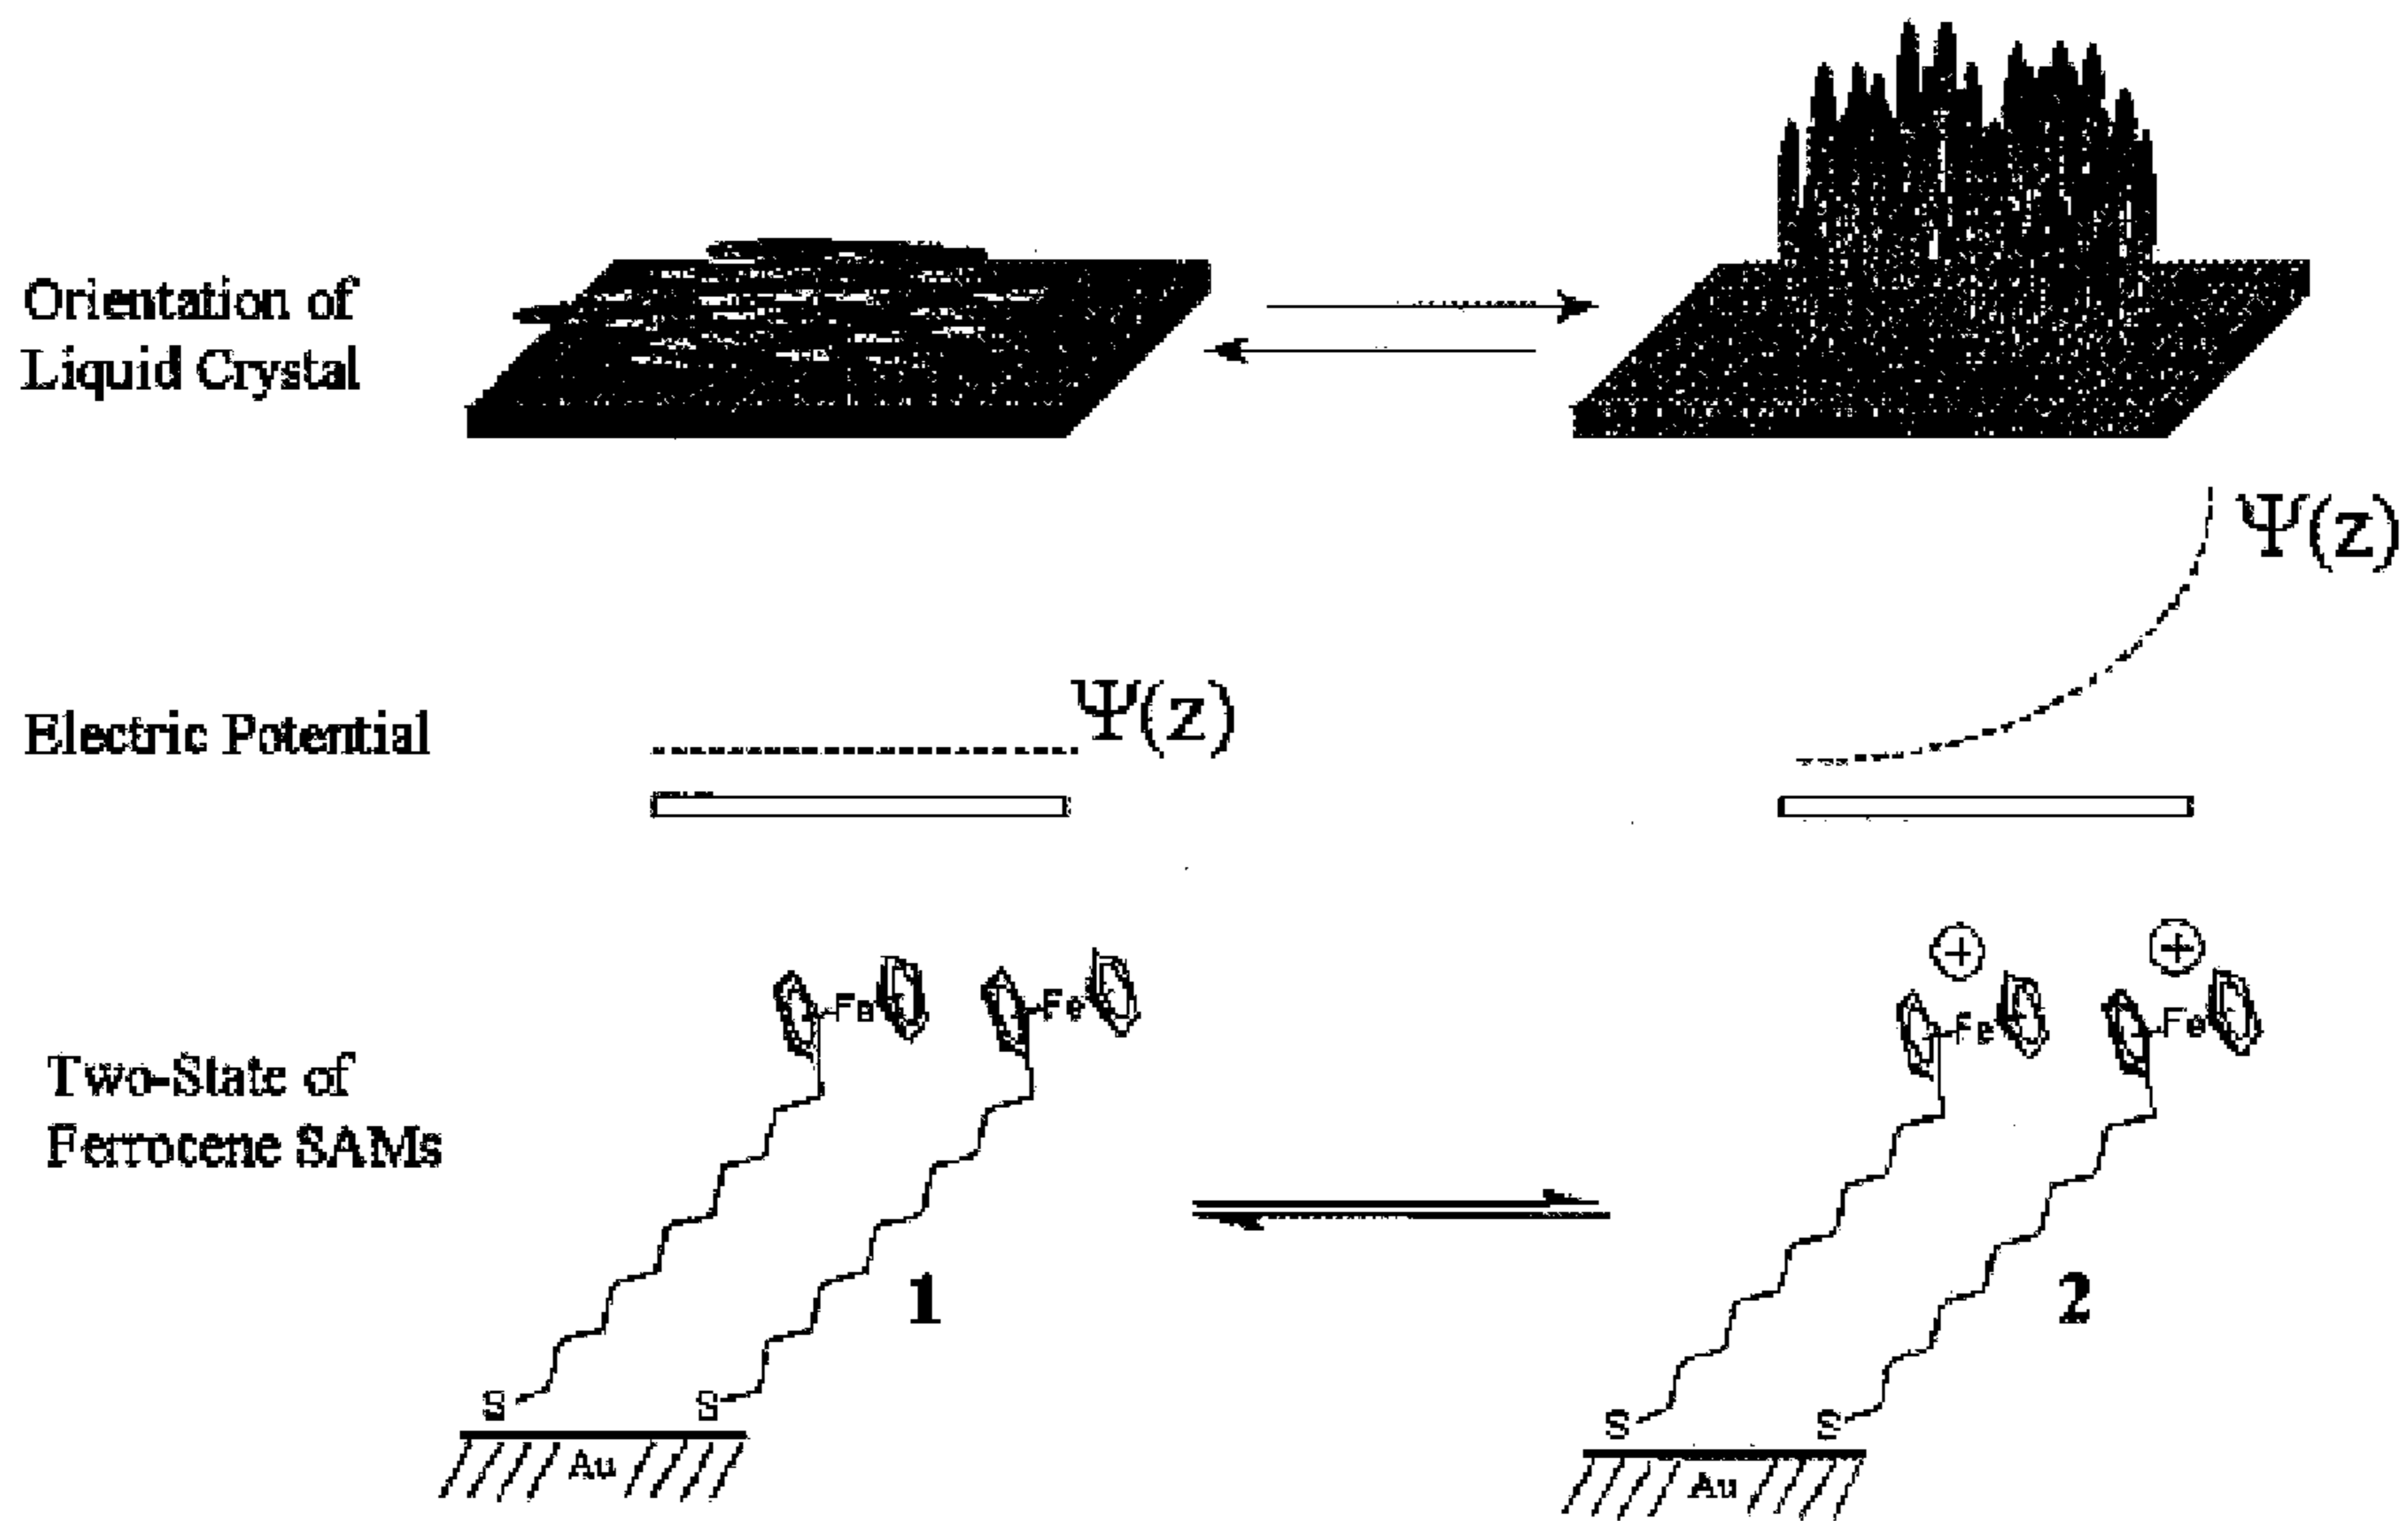 Orientation of
Liquid Crystal
Ψ(z)
Ψ(z)
Electric Potential
+ +
Fe Fe Fe Fe
Two-State of
Ferrocene SAMs
1 2
S S S S
Au Au